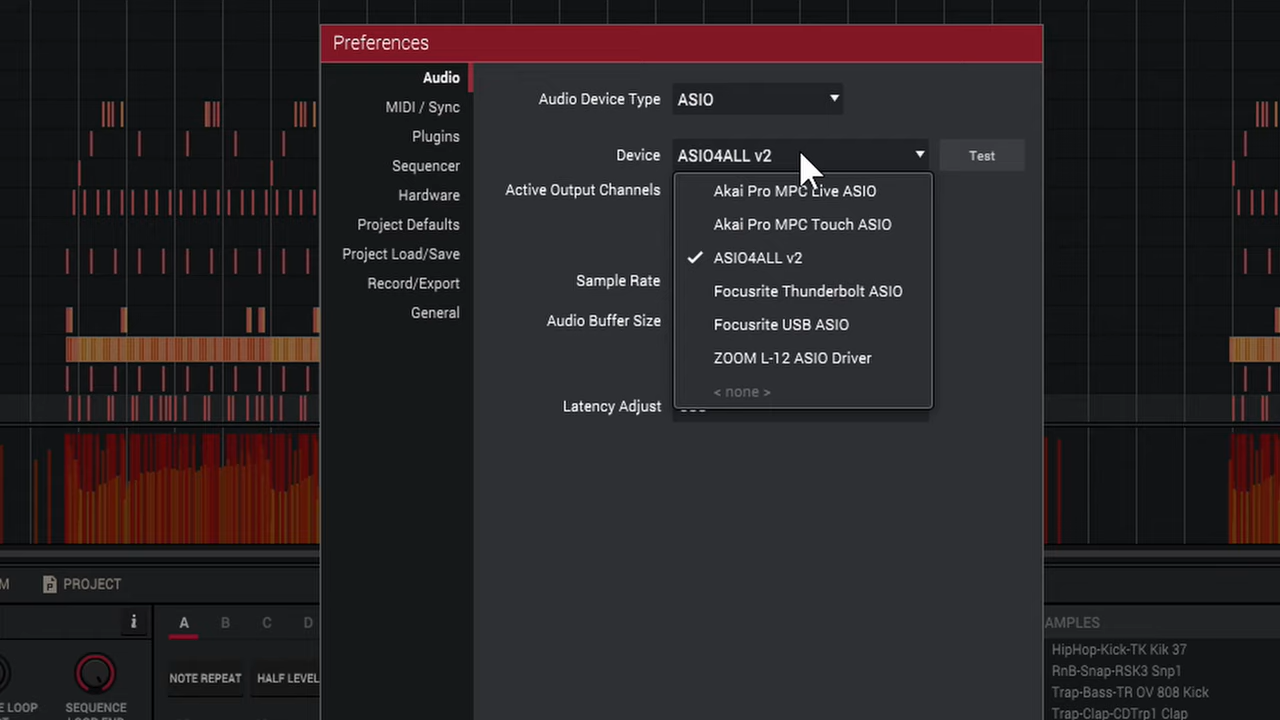 Preferences
Audio
MIDI / Sync
Plugins
Sequencer
Hardware
Project Defaults
Project Load/Save
Record/Export
General
Audio Device Type ASIO
Device ASIO4ALL v2 Test
Active Output Channels
Sample Rate
Audio Buffer Size
Latency Adjust
Akai Pro MPC Live ASIO
Akai Pro MPC Touch ASIO
ASIO4ALL v2
Focusrite Thunderbolt ASIO
Focusrite USB ASIO
ZOOM L-12 ASIO Driver
< none >
M
PROJECT
i
A B C D
NOTE REPEAT
HALF LEVEL
E LOOP
SEQUENCE
LOOP END
AMPLES
HipHop-Kick-TK Kik 37
RnB-Snap-RSK3 Snp1
Trap-Bass-TR OV 808 Kick
Trap-Clap-CDTrp1 Clap